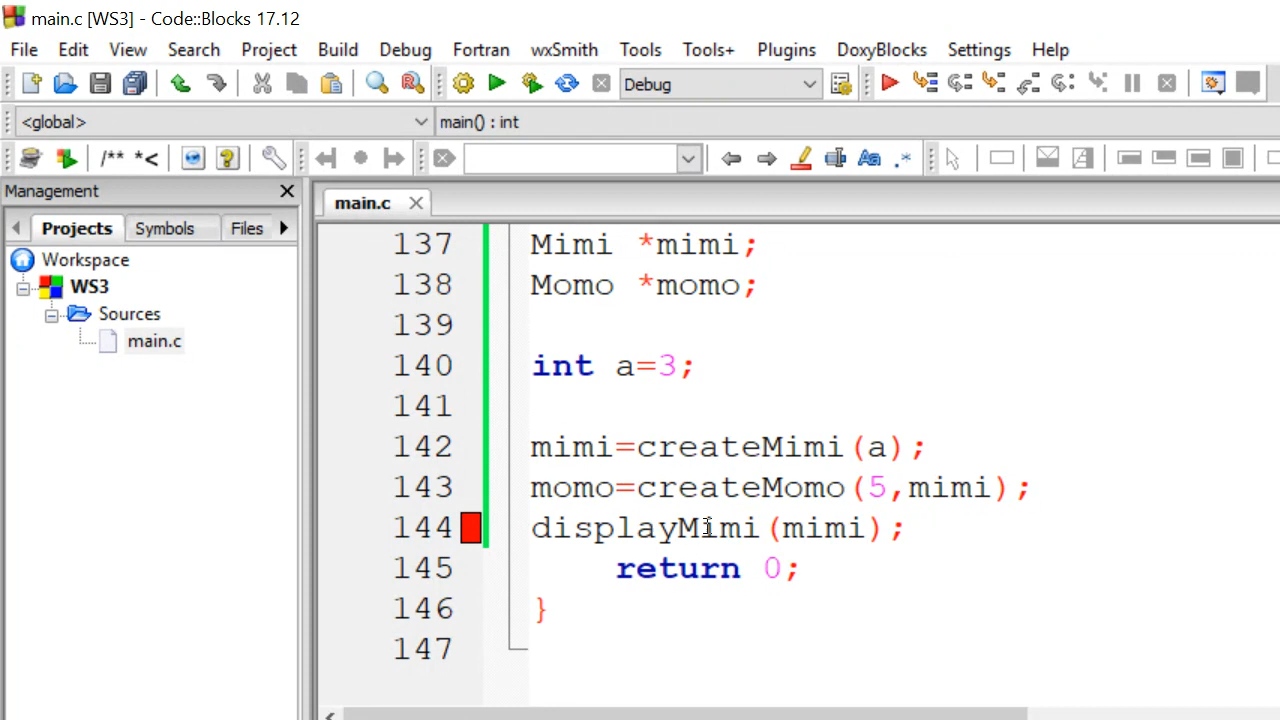 main.c [WS3] - Code::Blocks 17.12
File Edit View Search Project Build Debug Fortran wxSmith Tools Tools+ Plugins DoxyBlocks Settings Help
Debug
<global> main() : int
/** *<
Management
main.c
Projects Symbols Files
Workspace
WS3
Sources
main.c
137 Mimi *mimi;
138 Momo *momo;
139
140 int a=3;
141
142 mimi=createMimi(a);
143 momo=createMomo(5,mimi);
144 displayMimi(mimi);
145 return 0;
146 }
147